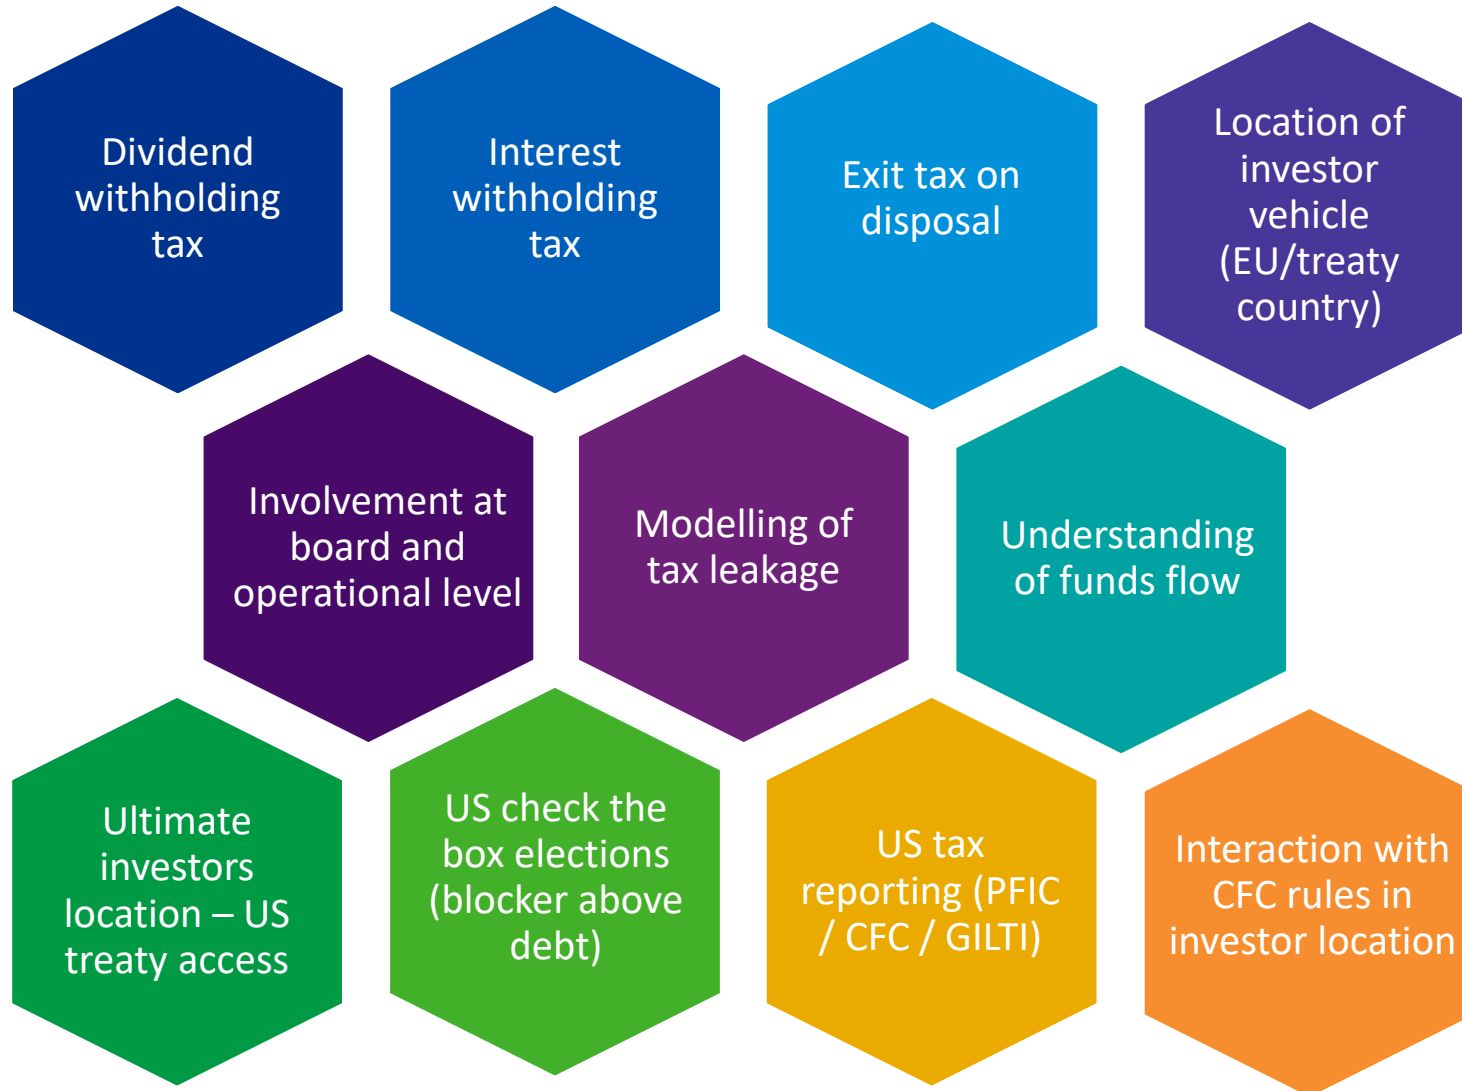 Dividend
withholding
tax
Interest
withholding
tax
Exit tax on
disposal
Location of
investor
vehicle
(EU/treaty
country)
Involvement at
board and
operational level
Modelling of
tax leakage
Understanding
of funds flow
Ultimate
investors
location – US
treaty access
US check the
box elections
(blocker above
debt)
US tax
reporting (PFIC
/ CFC / GILTI)
Interaction with
CFC rules in
investor location